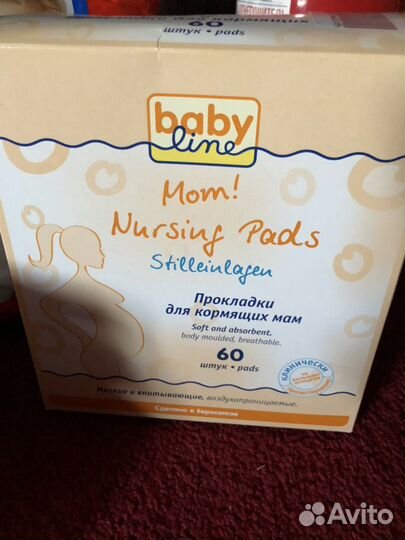 60
штук • pads
baby
line
Mom!
Nursing Pads
Stilleinlagen
Прокладки
для кормящих мам
Soft and absorbent,
body moulded, breathable.
60
штук • pads
КЛИНИЧЕСКИ
Мягкие и впитывающие, воздухопроницаемые.
Сделано в Евросоюзе
Avito